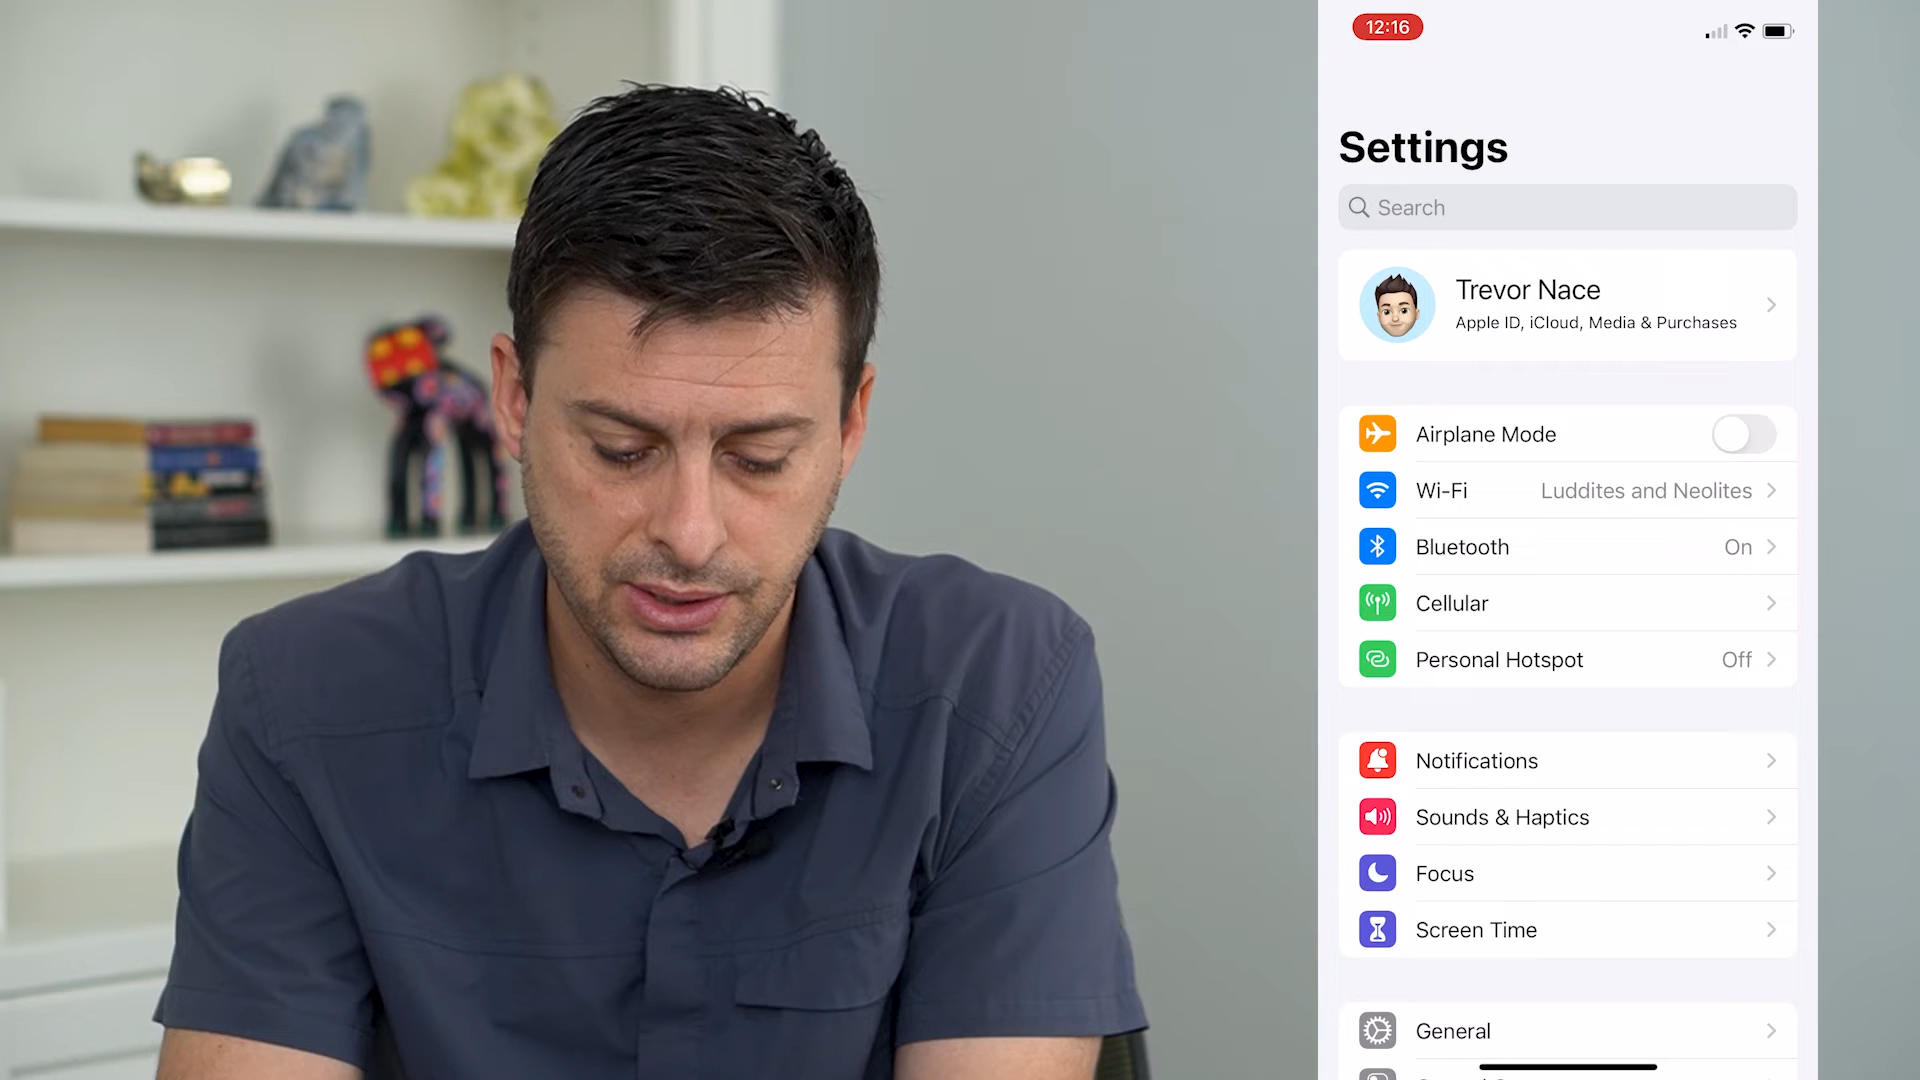 12:16
Settings
Search
Trevor Nace
Apple ID, iCloud, Media & Purchases
Airplane Mode
Wi-Fi Luddites and Neolites
Bluetooth On
Cellular
Personal Hotspot Off
Notifications
Sounds & Haptics
Focus
Screen Time
General